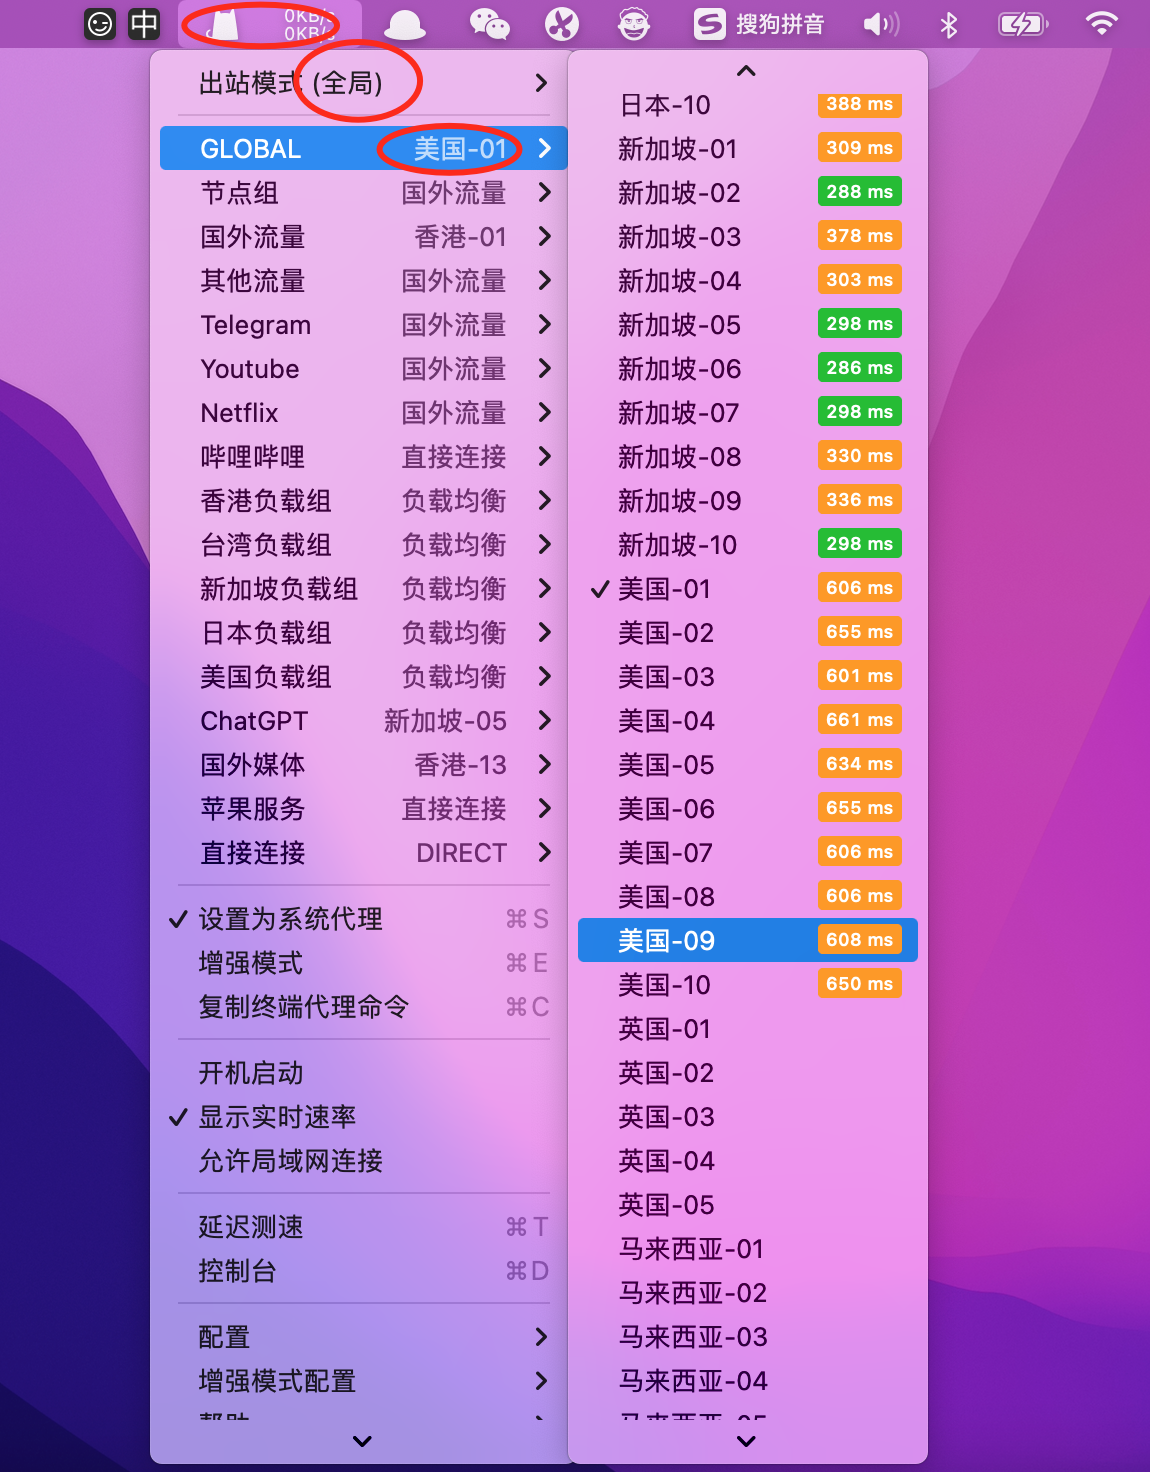 中
0KB/s
0KB/s
搜狗拼音
出站模式 (全局)
GLOBAL 美国-01
节点组 国外流量
国外流量 香港-01
其他流量 国外流量
Telegram 国外流量
Youtube 国外流量
Netflix 国外流量
哔哩哔哩 直接连接
香港负载组 负载均衡
台湾负载组 负载均衡
新加坡负载组 负载均衡
日本负载组 负载均衡
美国负载组 负载均衡
ChatGPT 新加坡-05
国外媒体 香港-13
苹果服务 直接连接
直接连接 DIRECT
设置为系统代理 ⌘S
增强模式 ⌘E
复制终端代理命令 ⌘C
开机启动
显示实时速率
允许局域网连接
延迟测速 ⌘T
控制台 ⌘D
配置
增强模式配置
帮助
日本-10 388 ms
新加坡-01 309 ms
新加坡-02 288 ms
新加坡-03 378 ms
新加坡-04 303 ms
新加坡-05 298 ms
新加坡-06 286 ms
新加坡-07 298 ms
新加坡-08 330 ms
新加坡-09 336 ms
新加坡-10 298 ms
美国-01 606 ms
美国-02 655 ms
美国-03 601 ms
美国-04 661 ms
美国-05 634 ms
美国-06 655 ms
美国-07 606 ms
美国-08 606 ms
美国-09 608 ms
美国-10 650 ms
英国-01
英国-02
英国-03
英国-04
英国-05
马来西亚-01
马来西亚-02
马来西亚-03
马来西亚-04
马来西亚-05